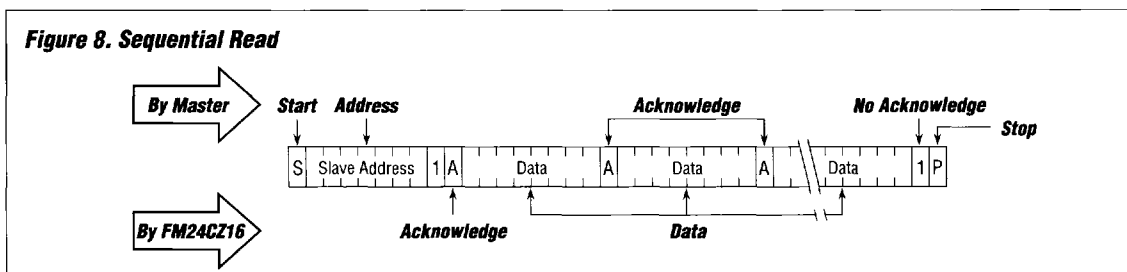 Figure 8. Sequential Read
By Master
Start Address Acknowledge No Acknowledge
Stop
S Slave Address 1 A Data A Data A Data 1 P
By FM24CZ16
Acknowledge Data